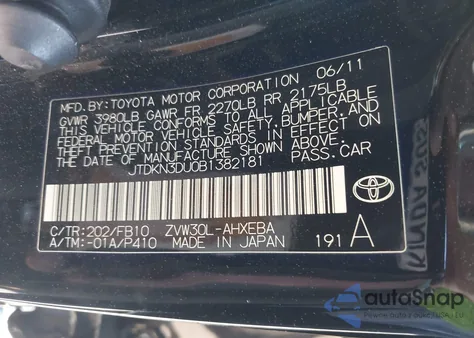 MFD. BY: TOYOTA MOTOR CORPORATION 06/11
GVWR 3980LB GAWR FR 2270LB RR 2175LB
THIS VEHICLE CONFORMS TO ALL APPLICABLE
FEDERAL MOTOR VEHICLE SAFETY, BUMPER, AND
THEFT PREVENTION STANDARDS IN EFFECT ON
THE DATE OF MANUFACTURE SHOWN ABOVE.
JTDKN3DU0B1382181 PASS.CAR
C/TR:202/FB10 ZVW30L-AHXEBA
A/TM:-01A/P410 MADE IN JAPAN 191 A
autoSnap